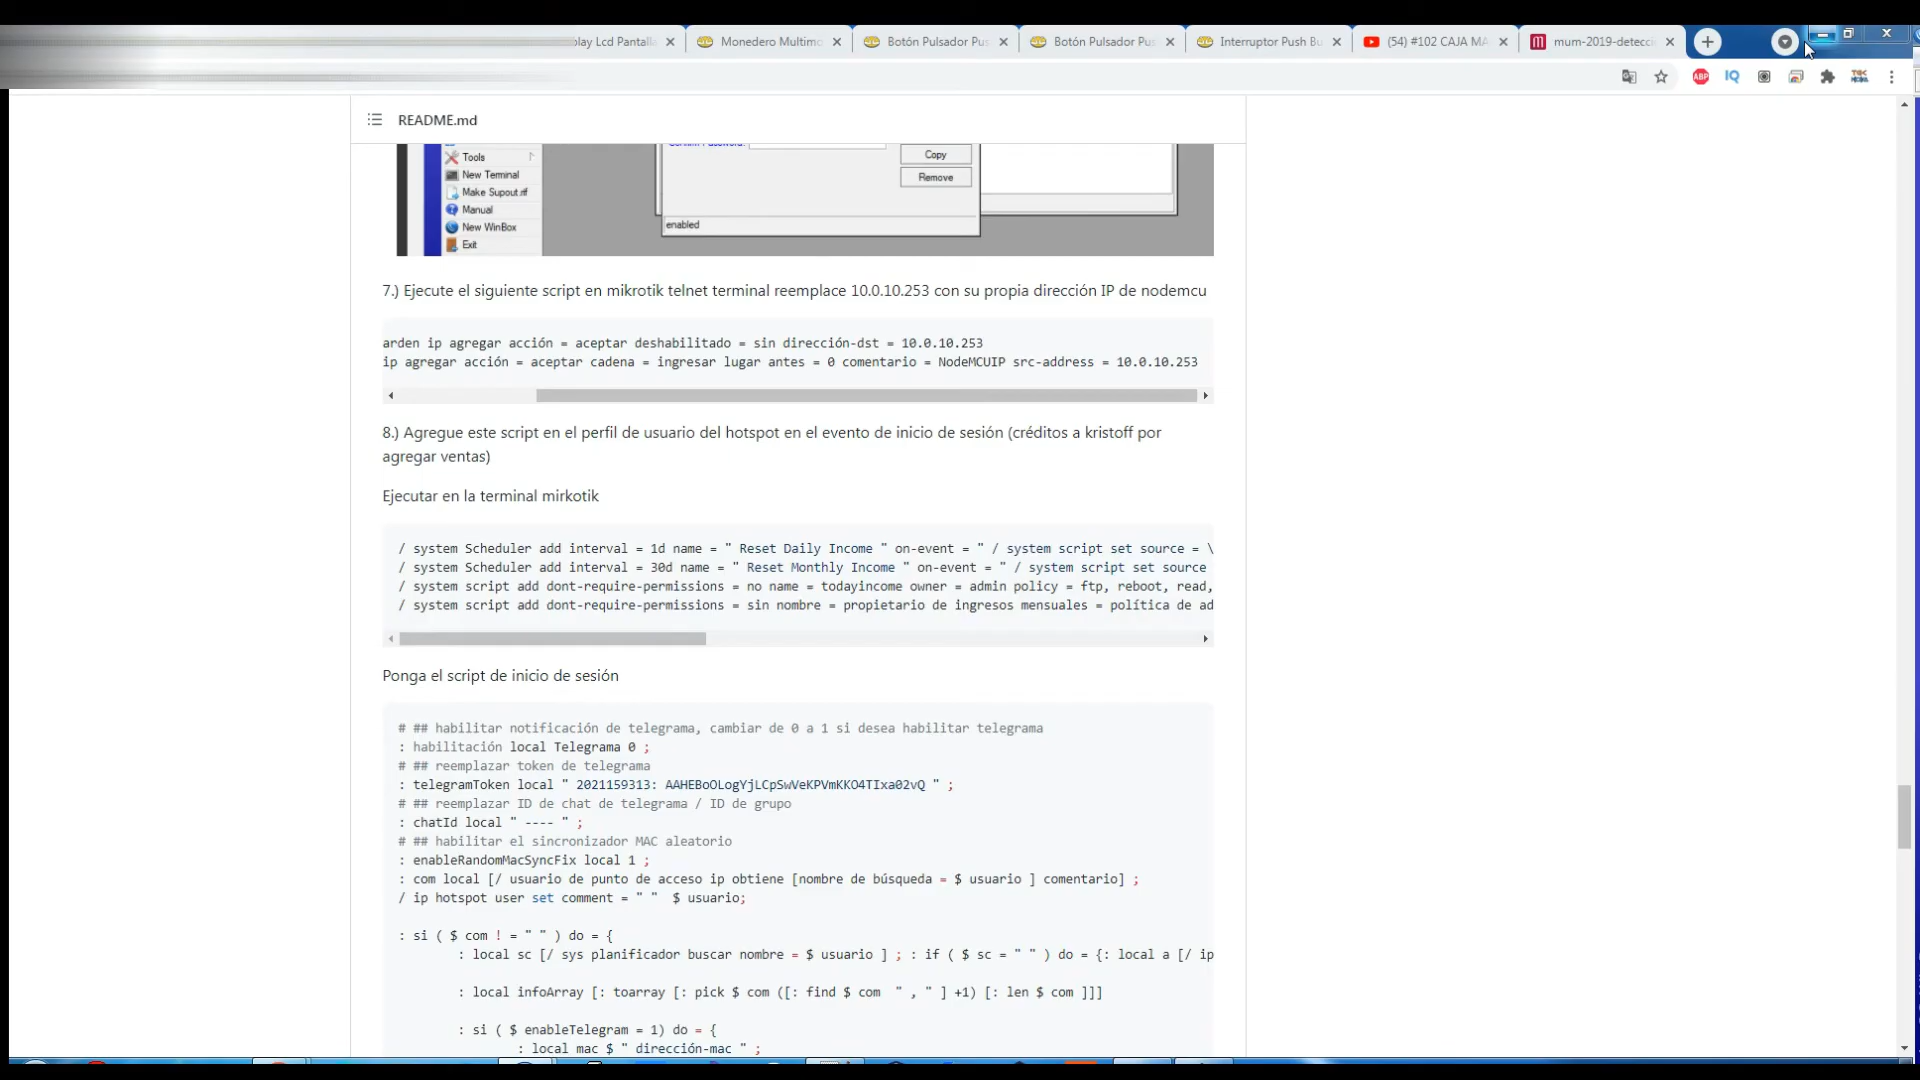 play Lcd Pantall
Monedero Multimo
Botón Pulsador Pu
Botón Pulsador Pus
Interruptor Push Bu
(54) #102 CAJA MA
mum-2019-detecci
ABP
IQ
README.md
Tools
New Terminal
Make Supout.rif
Manual
New WinBox
Exit
Confirm Password:
Copy
Remove
enabled
7.) Ejecute el siguiente script en mikrotik telnet terminal reemplace 10.0.10.253 con su propia dirección IP de nodemcu
arden ip agregar acción = aceptar deshabilitado = sin dirección-dst = 10.0.10.253
ip agregar acción = aceptar cadena = ingresar lugar antes = 0 comentario = NodeMCUIP src-address = 10.0.10.253
8.) Agregue este script en el perfil de usuario del hotspot en el evento de inicio de sesión (créditos a kristoff por
agregar ventas)
Ejecutar en la terminal mirkotik
/ system Scheduler add interval = 1d name = " Reset Daily Income " on-event = " / system script set source = \
/ system Scheduler add interval = 30d name = " Reset Monthly Income " on-event = " / system script set source
/ system script add dont-require-permissions = no name = todayincome owner = admin policy = ftp, reboot, read,
/ system script add dont-require-permissions = sin nombre = propietario de ingresos mensuales = política de ad
Ponga el script de inicio de sesión
# ## habilitar notificación de telegrama, cambiar de 0 a 1 si desea habilitar telegrama
: habilitación local Telegrama 0 ;
# ## reemplazar token de telegrama
: telegramToken local " 2021159313: AAHEBoOLogYjLCpSwVeKPVmKKO4TIxa02vQ " ;
# ## reemplazar ID de chat de telegrama / ID de grupo
: chatId local " ---- " ;
# ## habilitar el sincronizador MAC aleatorio
: enableRandomMacSyncFix local 1 ;
: com local [/ usuario de punto de acceso ip obtiene [nombre de búsqueda = $ usuario ] comentario] ;
/ ip hotspot user set comment = " " $ usuario;
: si ( $ com ! = " " ) do = {
: local sc [/ sys planificador buscar nombre = $ usuario ] ; : if ( $ sc = " " ) do = {: local a [/ ip
: local infoArray [: toarray [: pick $ com ([: find $ com " , " ] +1) [: len $ com ]]]
: si ( $ enableTelegram = 1) do = {
: local mac $ " dirección-mac " ;